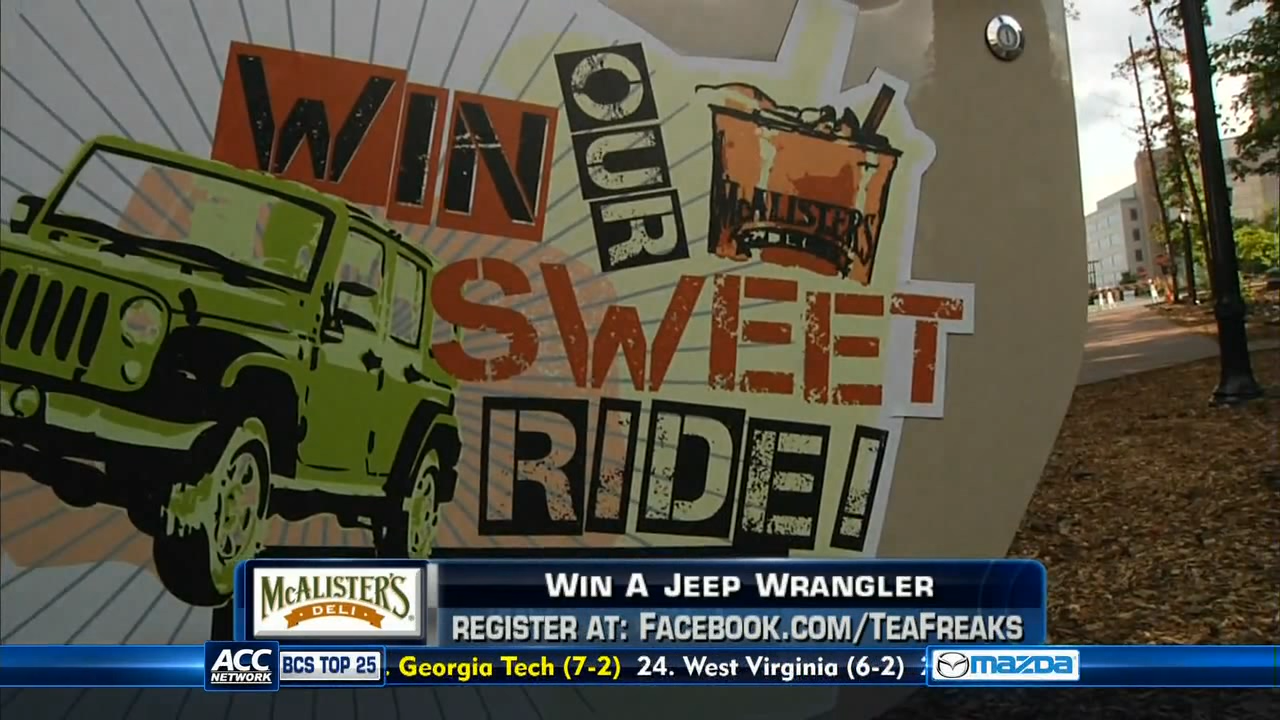 WIN
OUR
McALISTER'S
DELI
SWEET
RIDE!
McALISTER'S
DELI
WIN A JEEP WRANGLER
REGISTER AT: FACEBOOK.COM/TEAFREAKS
ACC NETWORK
BCS TOP 25
. Georgia Tech (7-2) 24. West Virginia (6-2)
mazda